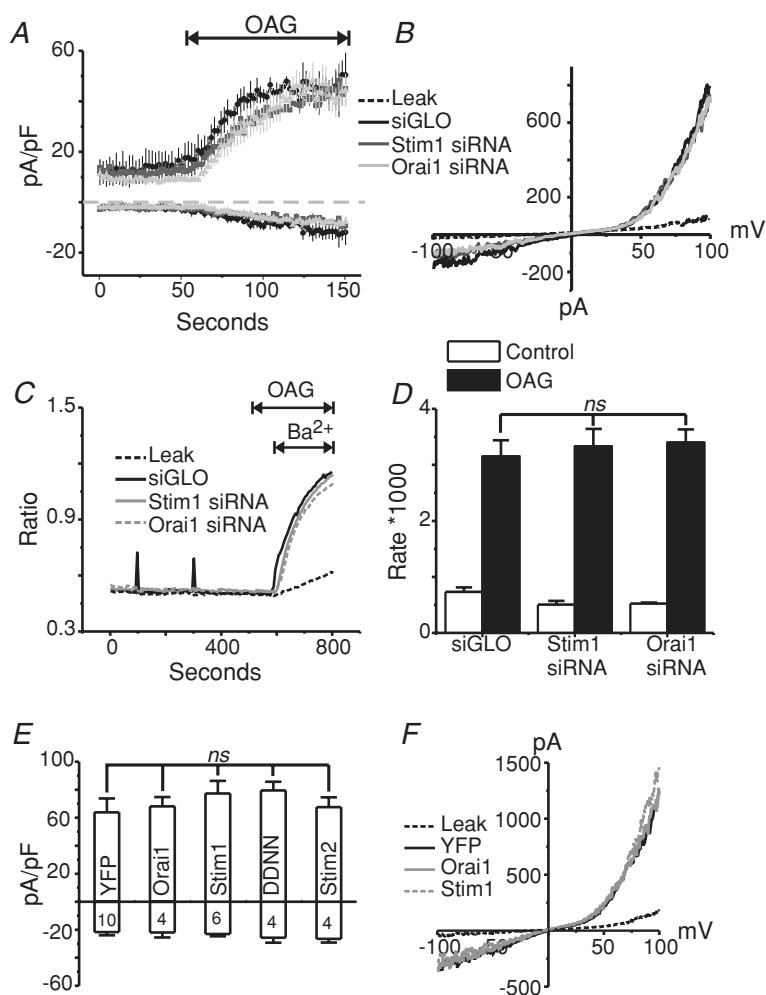 A
OAG
60
20
-20
pA/pF
0
50
100
150
Seconds
Leak
siGLO
Stim1 siRNA
Orai1 siRNA
B
600
200
-200
-100
-50
50
100
mV
pA
C
OAG
Ba2+
1.5
0.9
0.3
Ratio
Leak
siGLO
Stim1 siRNA
Orai1 siRNA
0
400
800
Seconds
Control
OAG
D
ns
4
3
2
0
Rate *1000
siGLO
Stim1
siRNA
Orai1
siRNA
E
ns
100
60
20
-20
-60
pA/pF
YFP
Orai1
Stim1
DDNN
Stim2
10
4
6
4
4
F
pA
1500
1000
500
-500
Leak
YFP
Orai1
Stim1
-100
-50
50
100
mV